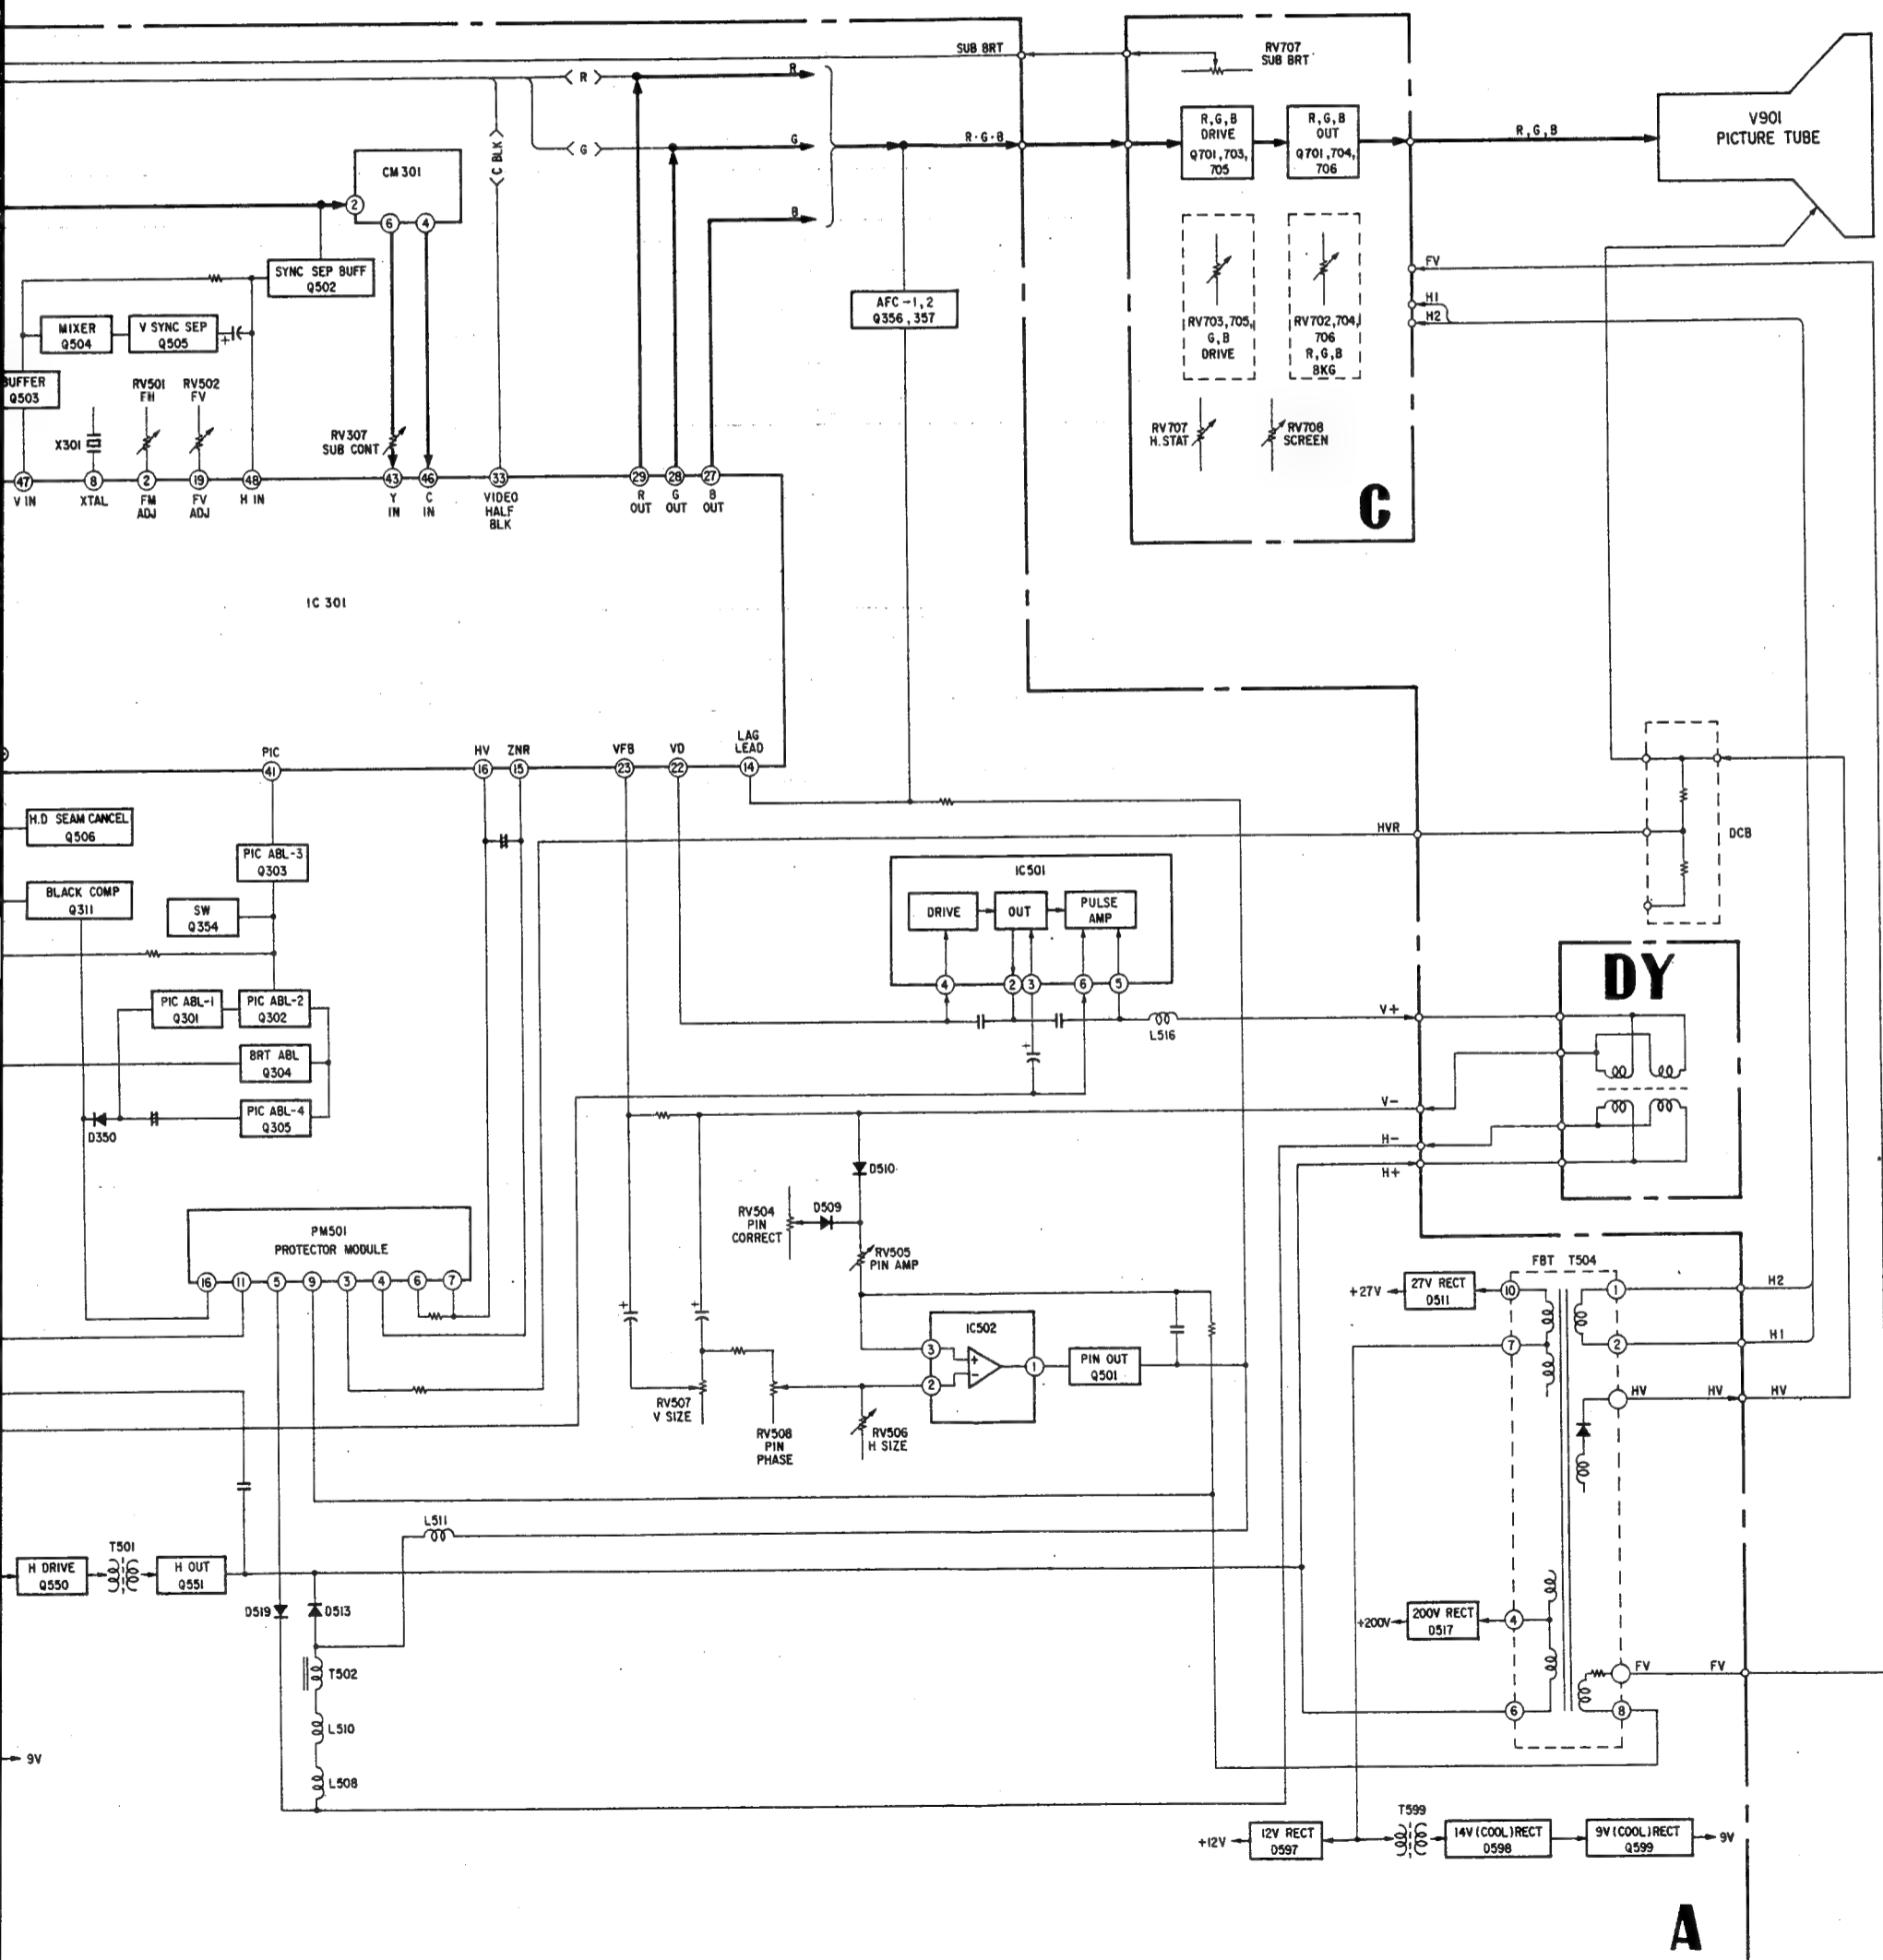 SUB BRT
RV707
SUB BRT
R
R
V901
PICTURE TUBE
G
G
R·G·B
R,G,B
DRIVE
Q701,703,
705
R,G,B
OUT
Q701,704,
706
R,G,B
C BLK
CM 301
2
6
4
B
SYNC SEP BUFF
Q502
FV
H1
H2
AFC-1,2
Q356,357
MIXER
Q504
V SYNC SEP
Q505
+
RV703,705,
G,B
DRIVE
RV702,704,
706
R,G,B
BKG
BUFFER
Q503
RV501
FH
RV502
FV
X301
RV307
SUB CONT
RV707
H.STAT
RV708
SCREEN
47
8
2
19
48
43
46
33
29
28
27
V IN
XTAL
FM
ADJ
FV
ADJ
H IN
Y
IN
C
IN
VIDEO
HALF
BLK
R
OUT
G
OUT
B
OUT
C
IC 301
PIC
HV
ZNR
VFB
VD
LAG
LEAD
41
16
15
23
22
14
H.D SEAM CANCEL
Q506
HVR
DCB
PIC ABL-3
Q303
BLACK COMP
Q311
SW
Q354
IC501
DRIVE
OUT
PULSE
AMP
4
2
3
6
5
DY
PIC ABL-1
Q301
PIC ABL-2
Q302
L516
V+
BRT ABL
Q304
+
PIC ABL-4
Q305
D350
V-
H-
H+
D510
D509
RV504
PIN
CORRECT
RV505
PIN AMP
PM501
PROTECTOR MODULE
16
11
5
9
3
4
6
7
FBT T504
+27V
27V RECT
D511
10
1
H2
+
+
IC502
3
+
-
2
1
PIN OUT
Q501
7
2
H1
HV
HV
HV
RV507
V SIZE
RV508
PIN
PHASE
RV506
H SIZE
L511
T501
H DRIVE
Q550
H OUT
Q551
D519
D513
+200V
200V RECT
D517
4
T502
FV
FV
6
8
L510
9V
L508
T599
+12V
12V RECT
D597
14V(COOL)RECT
D598
9V(COOL)RECT
Q599
9V
A